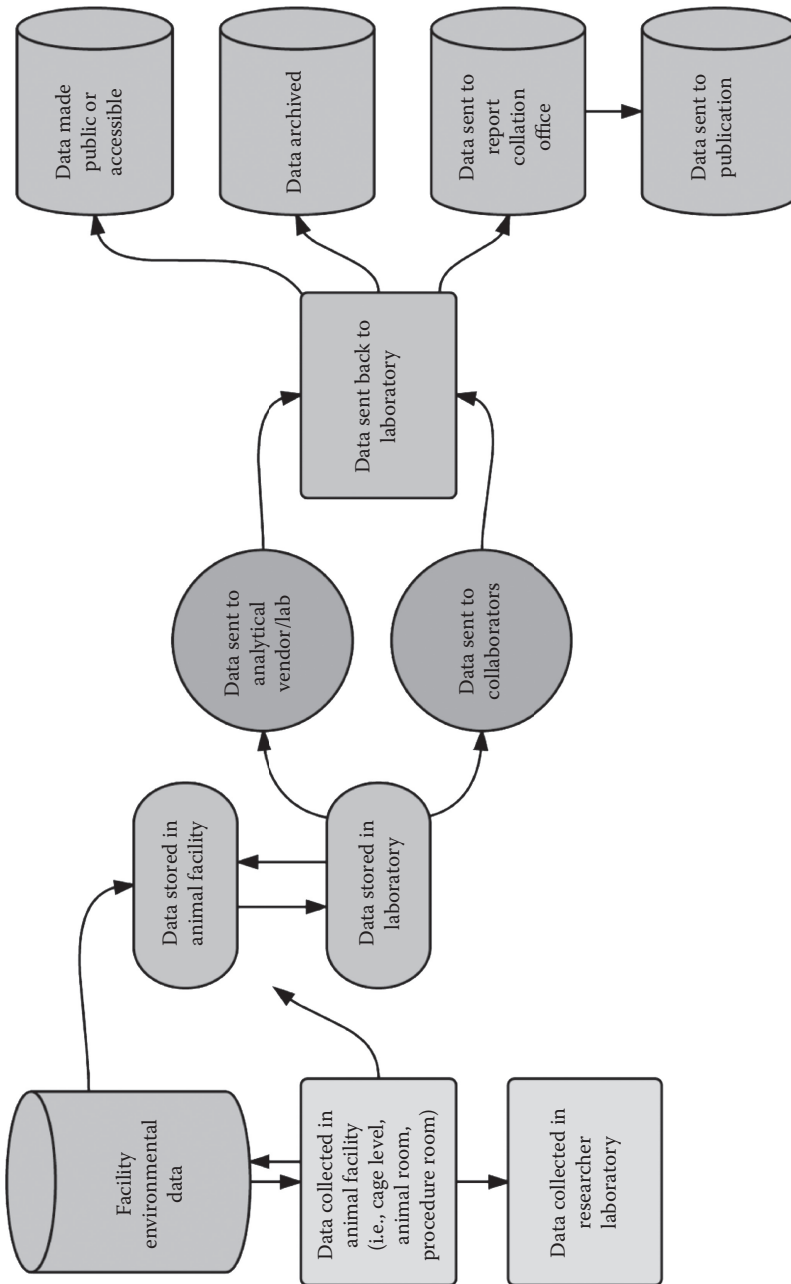 Facility
environmental
data
Data collected in
animal facility
(i.e., cage level,
animal room,
procedure room)
Data collected in
researcher
laboratory
Data stored in
animal facility
Data stored in
laboratory
Data sent to
analytical
vendor/lab
Data sent to
collaborators
Data sent back to
laboratory
Data made
public or
accessible
Data archived
Data sent to
report
collation
office
Data sent to
publication